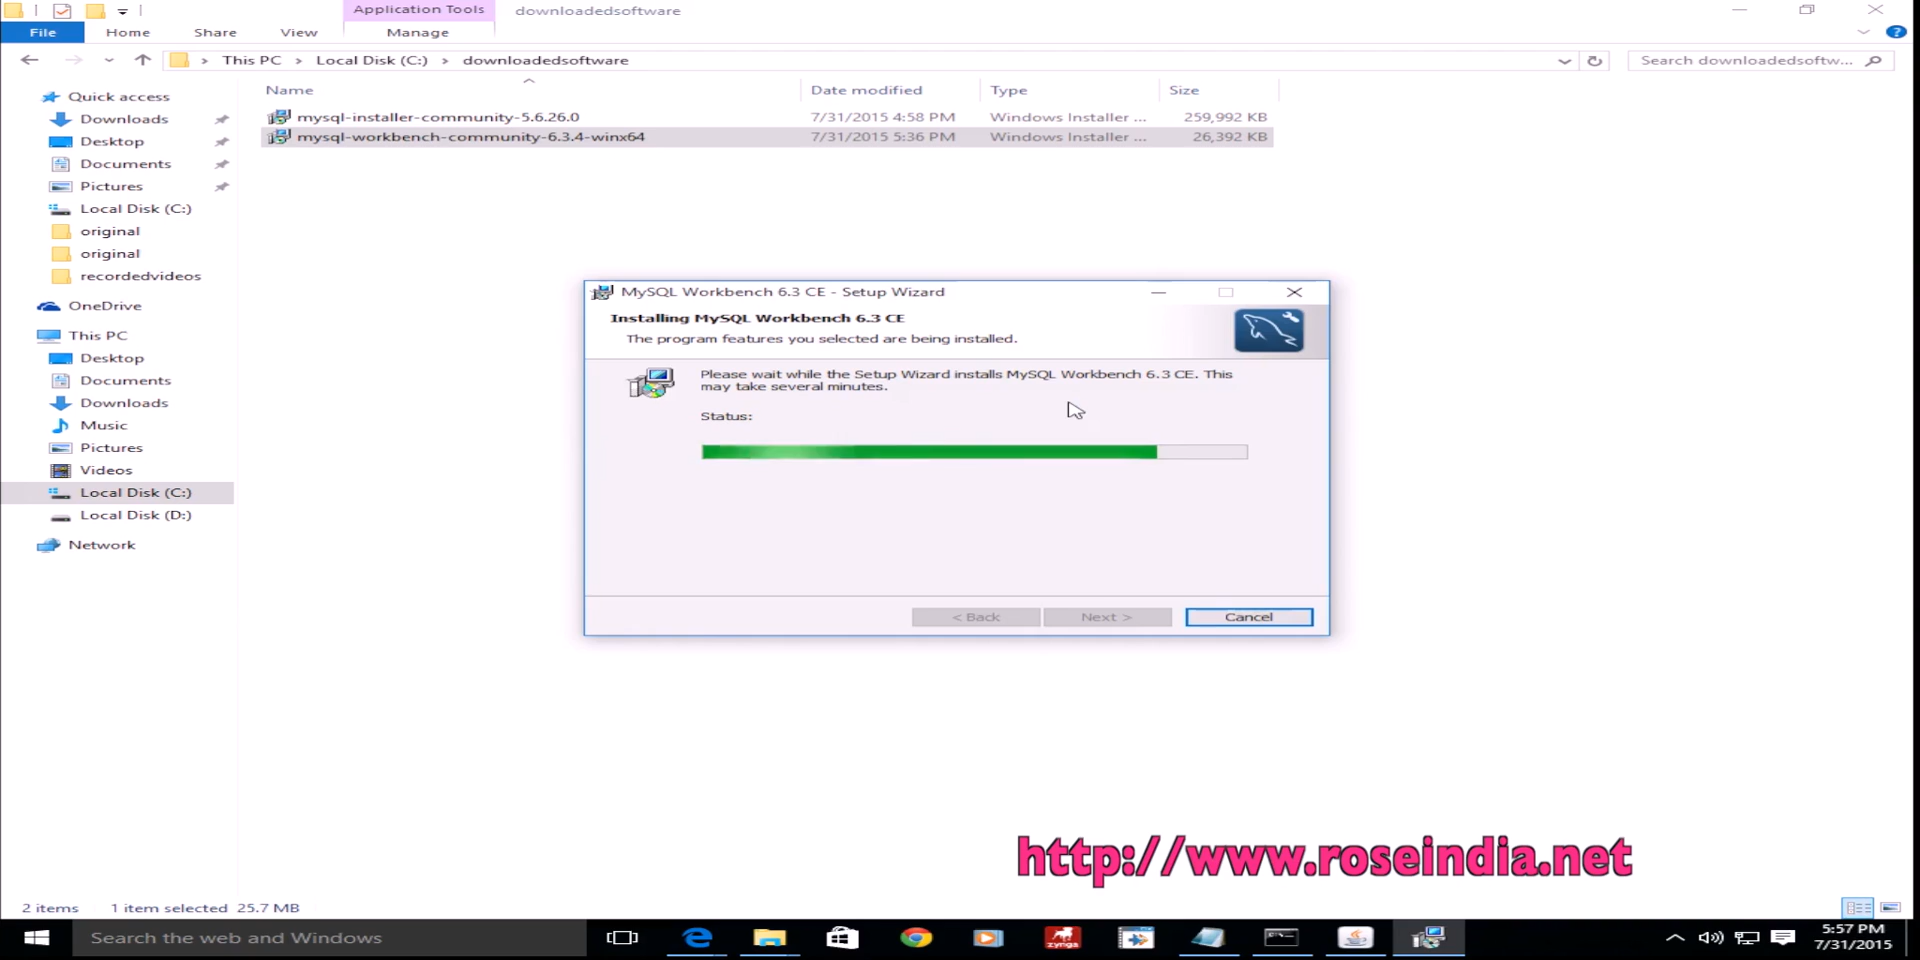 Application Tools
downloadedsoftware
File
Home
Share
View
Manage
This PC
Local Disk (C:)
downloadedsoftware
Search downloadedsoftw...
Name
Date modified
Type
Size
mysql-installer-community-5.6.26.0
7/31/2015 4:58 PM
Windows Installer ...
259,992 KB
mysql-workbench-community-6.3.4-winx64
7/31/2015 5:36 PM
Windows Installer ...
26,392 KB
Quick access
Downloads
Desktop
Documents
Pictures
Local Disk (C:)
original
original
recordedvideos
OneDrive
This PC
Desktop
Documents
Downloads
Music
Pictures
Videos
Local Disk (C:)
Local Disk (D:)
Network
MySQL Workbench 6.3 CE - Setup Wizard
Installing MySQL Workbench 6.3 CE
The program features you selected are being installed.
Please wait while the Setup Wizard installs MySQL Workbench 6.3 CE. This
may take several minutes.
Status:
< Back
Next >
Cancel
http://www.roseindia.net
2 items
1 item selected 25.7 MB
Search the web and Windows
zynga
5:57 PM
7/31/2015